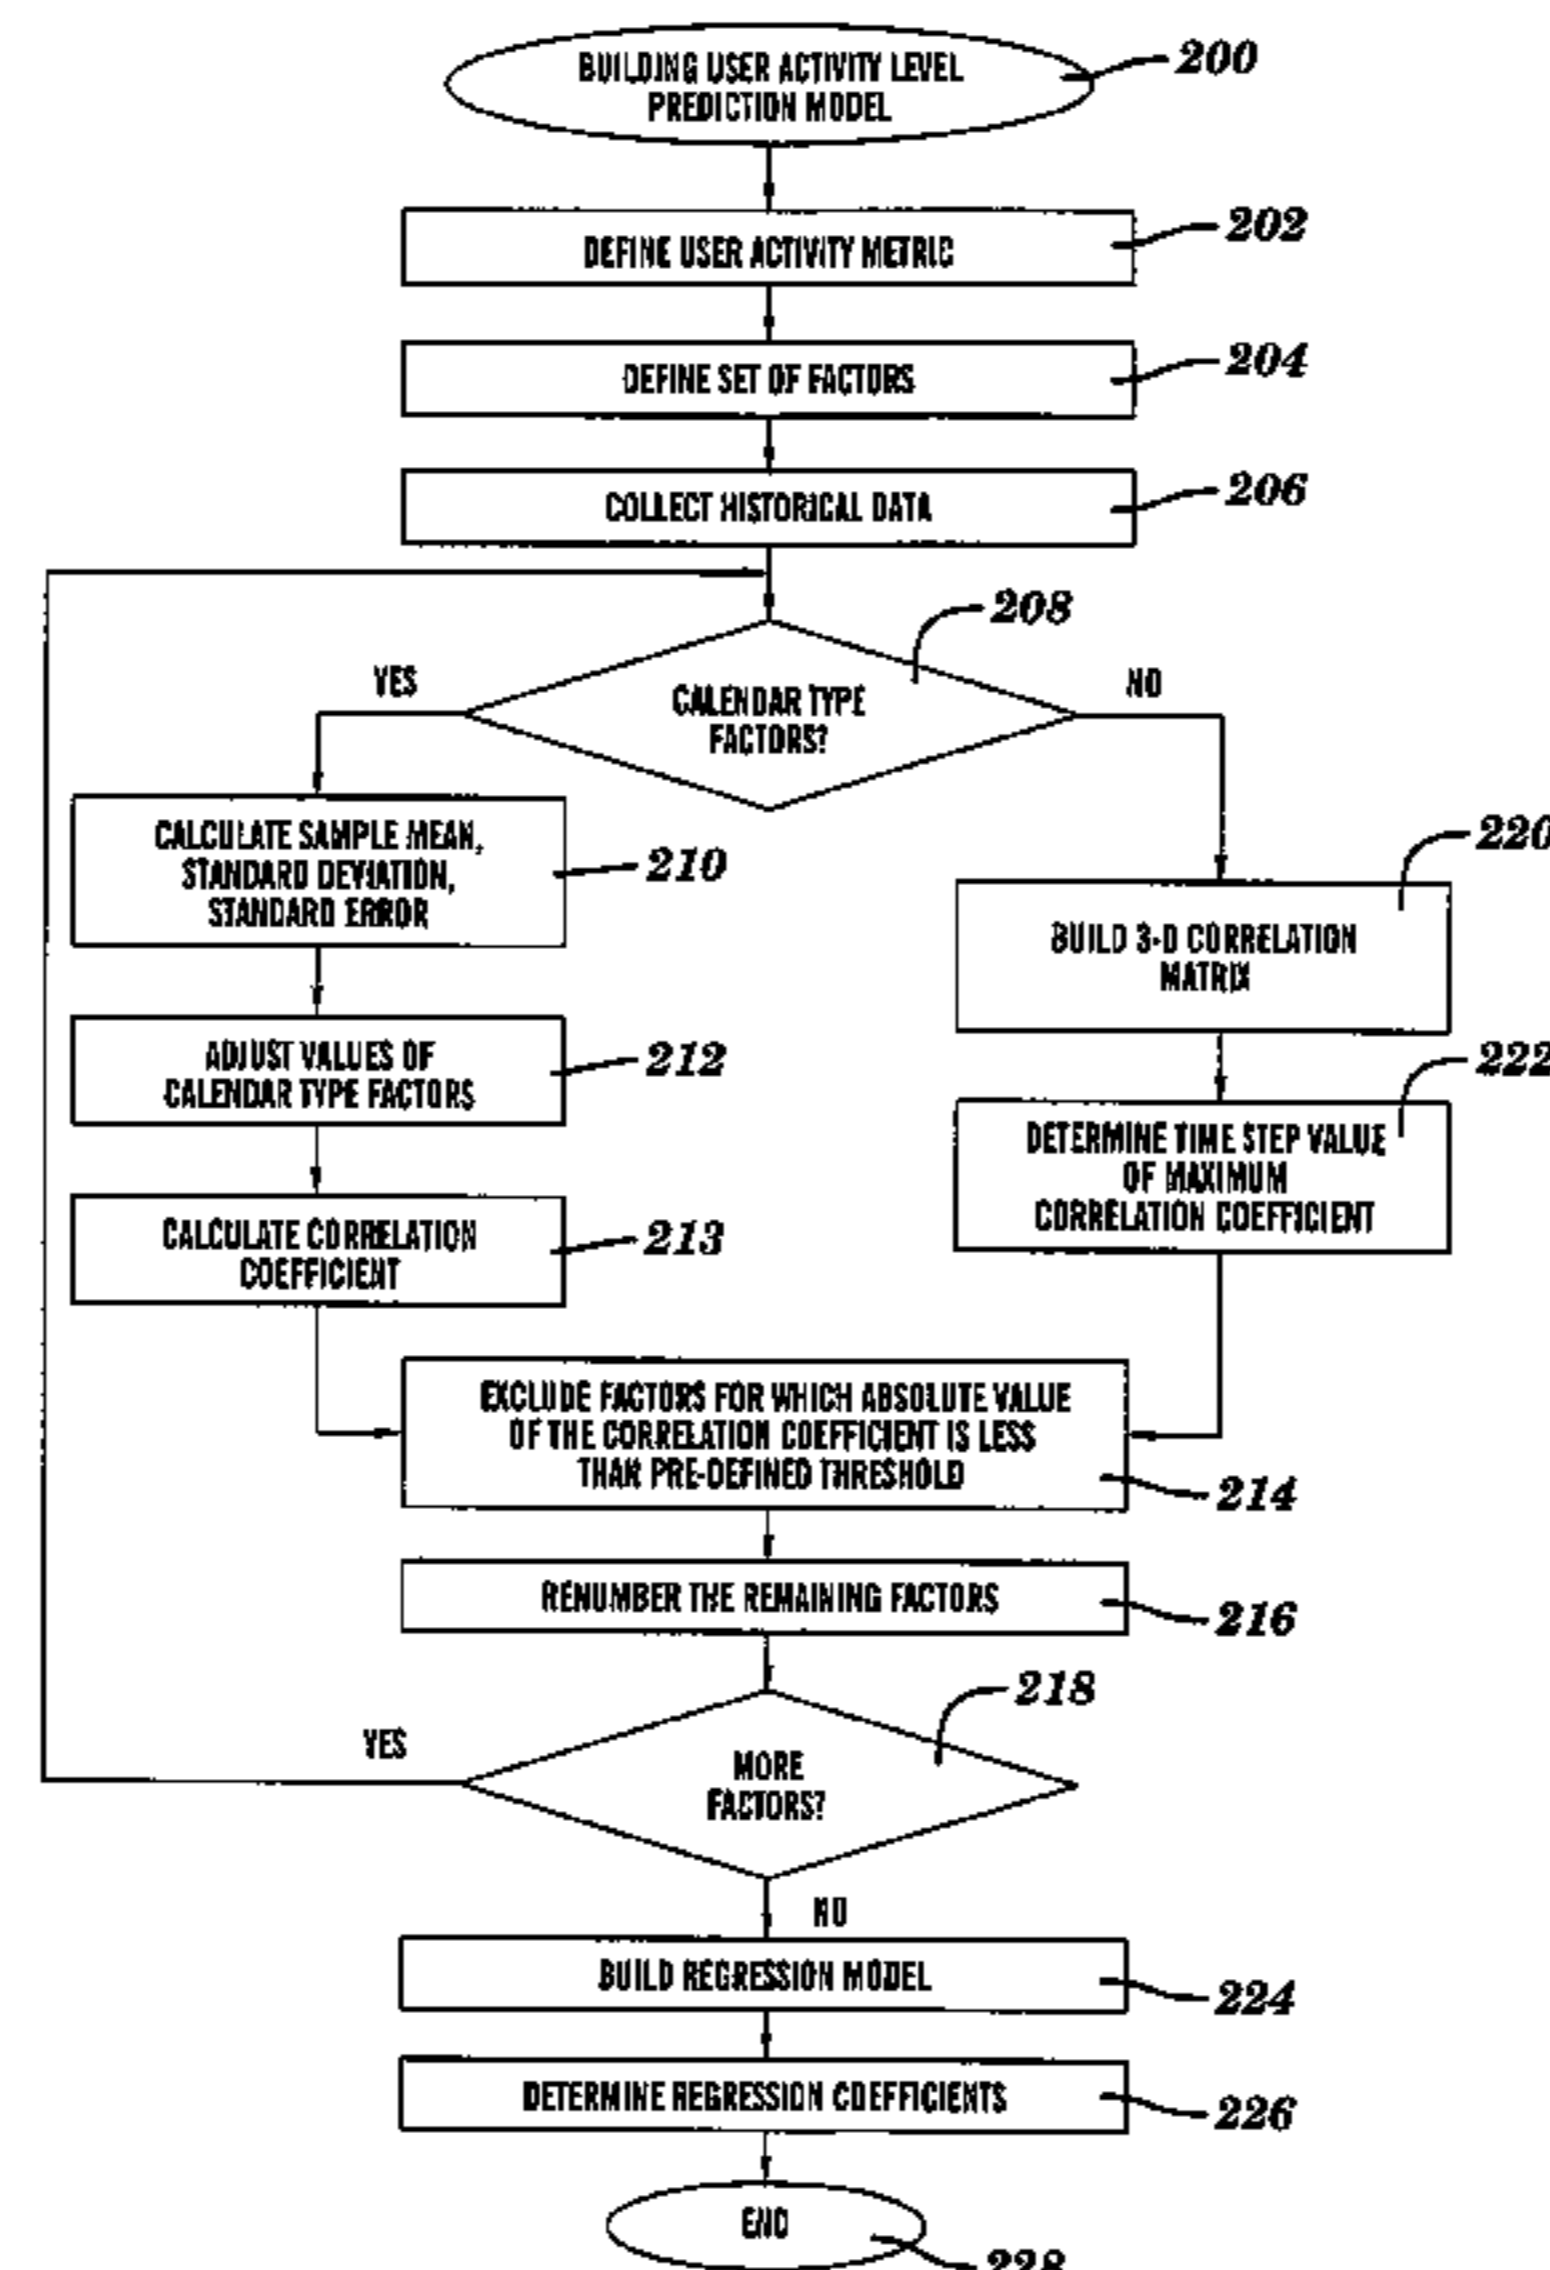 BUILDING USER ACTIVITY LEVEL
PREDICTION MODEL
200
DEFINE USER ACTIVITY METRIC
202
DEFINE SET OF FACTORS
204
COLLECT HISTORICAL DATA
206
208
YES
CALENDAR TYPE
FACTORS?
NO
CALCULATE SAMPLE MEAN,
STANDARD DEVIATION,
STANDARD ERROR
210
220
BUILD 3-D CORRELATION
MATRIX
ADJUST VALUES OF
CALENDAR TYPE FACTORS
212
222
DETERMINE TIME STEP VALUE
OF MAXIMUM
CORRELATION COEFFICIENT
CALCULATE CORRELATION
COEFFICIENT
213
EXCLUDE FACTORS FOR WHICH ABSOLUTE VALUE
OF THE CORRELATION COEFFICIENT IS LESS
THAN PRE-DEFINED THRESHOLD
214
RENUMBER THE REMAINING FACTORS
216
218
YES
MORE
FACTORS?
NO
BUILD REGRESSION MODEL
224
DETERMINE REGRESSION COEFFICIENTS
226
END
228